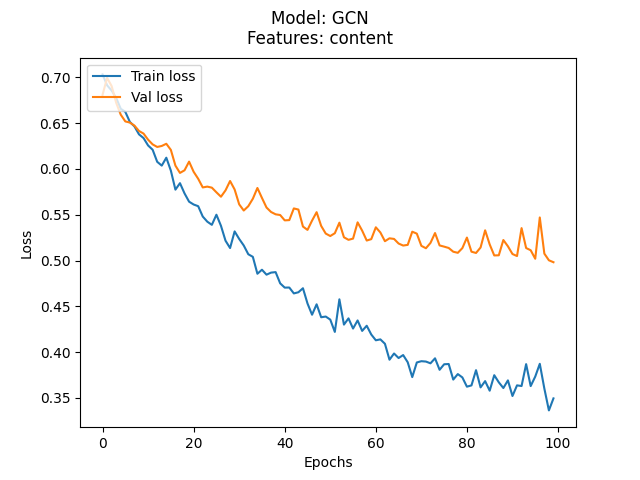 Model: GCN
Features: content
Train loss
Val loss
0.70
0.65
0.60
0.55
0.50
0.45
0.40
0.35
Loss
0
20
40
60
80
100
Epochs